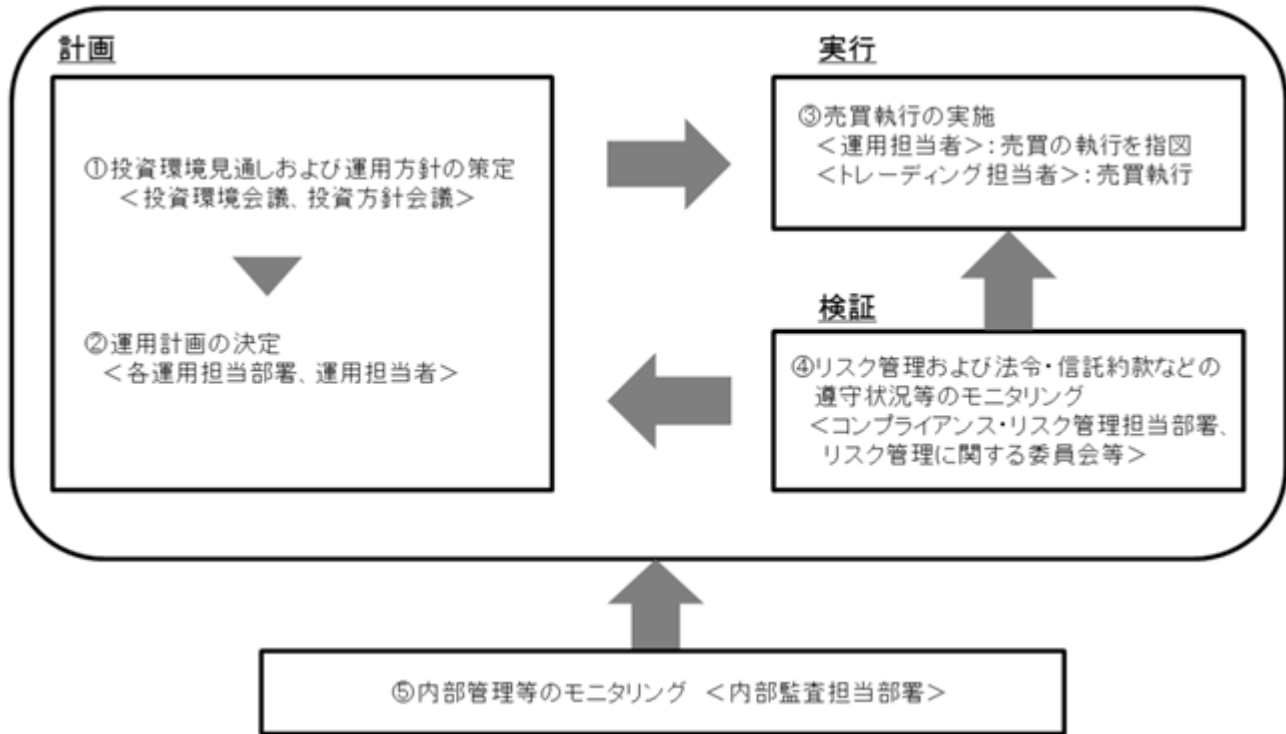 計画
①投資環境見通しおよび運用方針の策定
＜投資環境会議、投資方針会議＞
②運用計画の決定
＜各運用担当部署、運用担当者＞
実行
③売買執行の実施
＜運用担当者＞：売買の執行を指図
＜トレーディング担当者＞：売買執行
検証
④リスク管理および法令・信託約款などの
遵守状況等のモニタリング
＜コンプライアンス・リスク管理担当部署、
リスク管理に関する委員会等＞
⑤内部管理等のモニタリング　＜内部監査担当部署＞